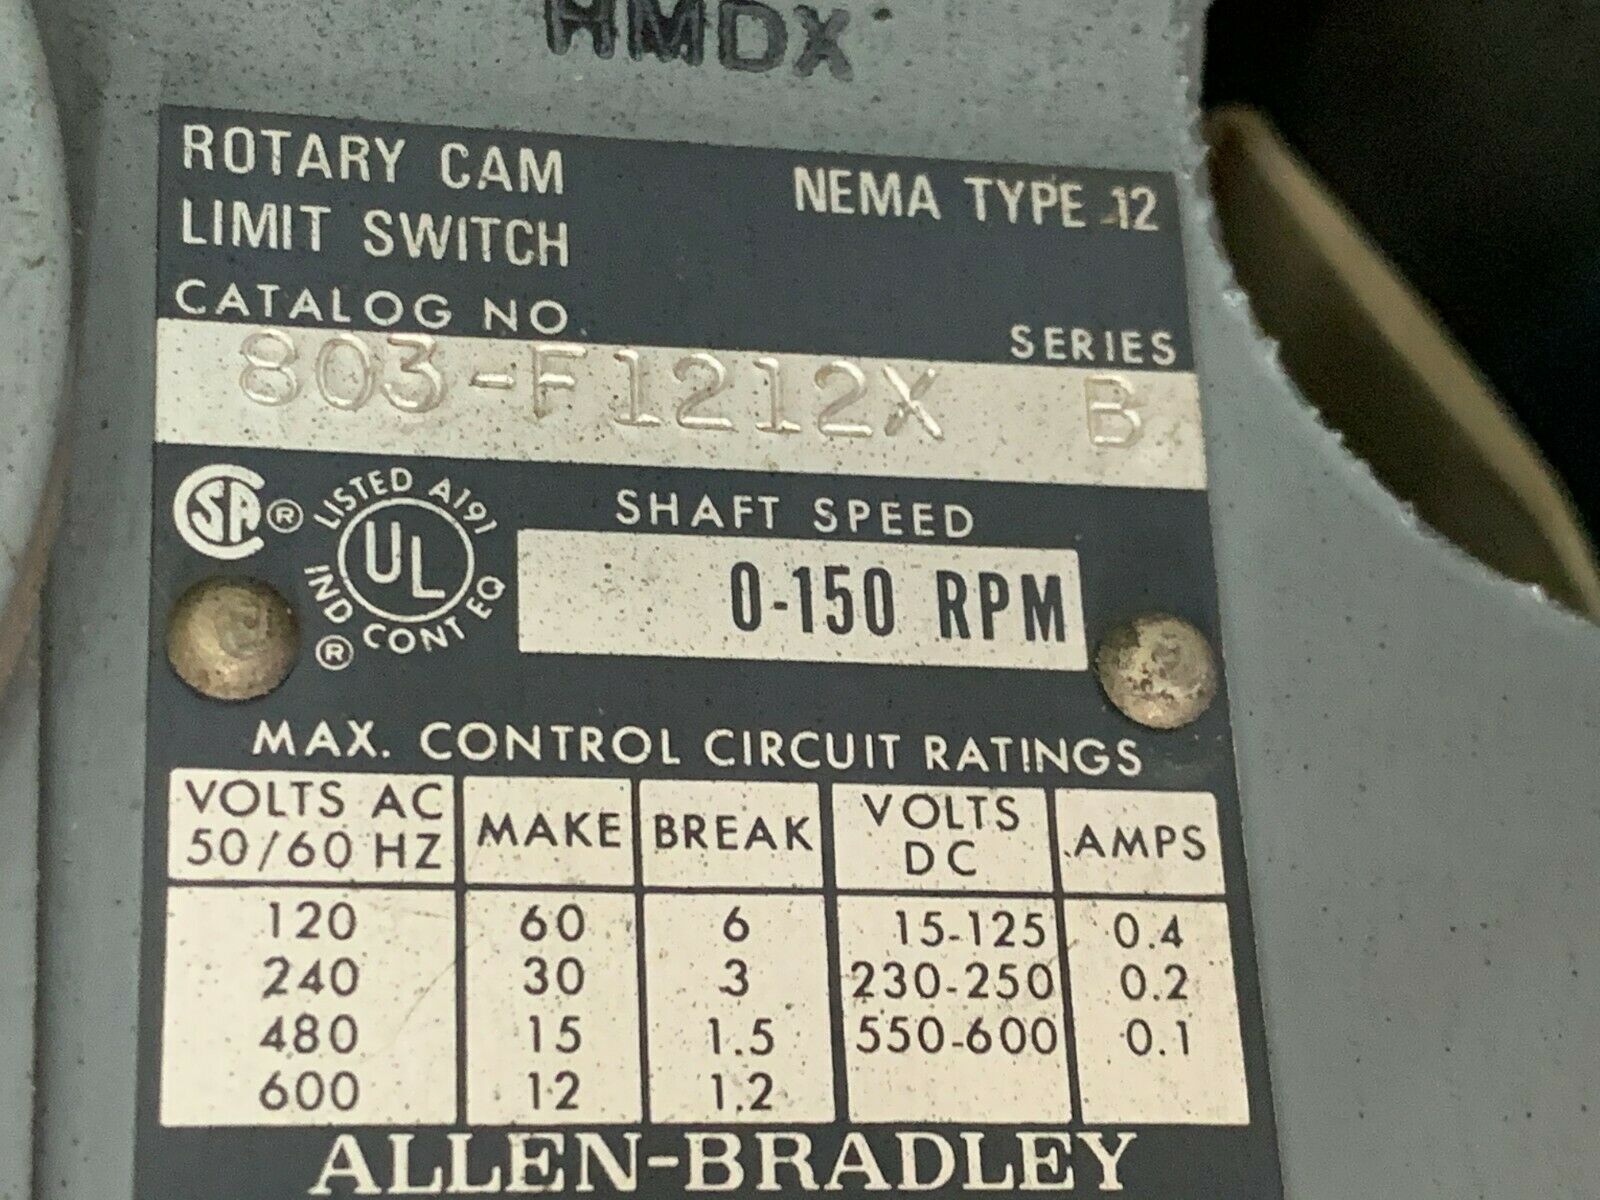 HMDX
ROTARY CAM
LIMIT SWITCH
NEMA TYPE 12
CATALOG NO.
SERIES
803-F1212X B
SA ®
LISTED A191
UL
IND CONT EQ
®
SHAFT SPEED
0-150 RPM
MAX. CONTROL CIRCUIT RATINGS
VOLTS AC 50/60 HZ MAKE BREAK VOLTS DC AMPS
120 60 6 15-125 0.4
240 30 3 230-250 0.2
480 15 1.5 550-600 0.1
600 12 1.2
ALLEN-BRADLEY